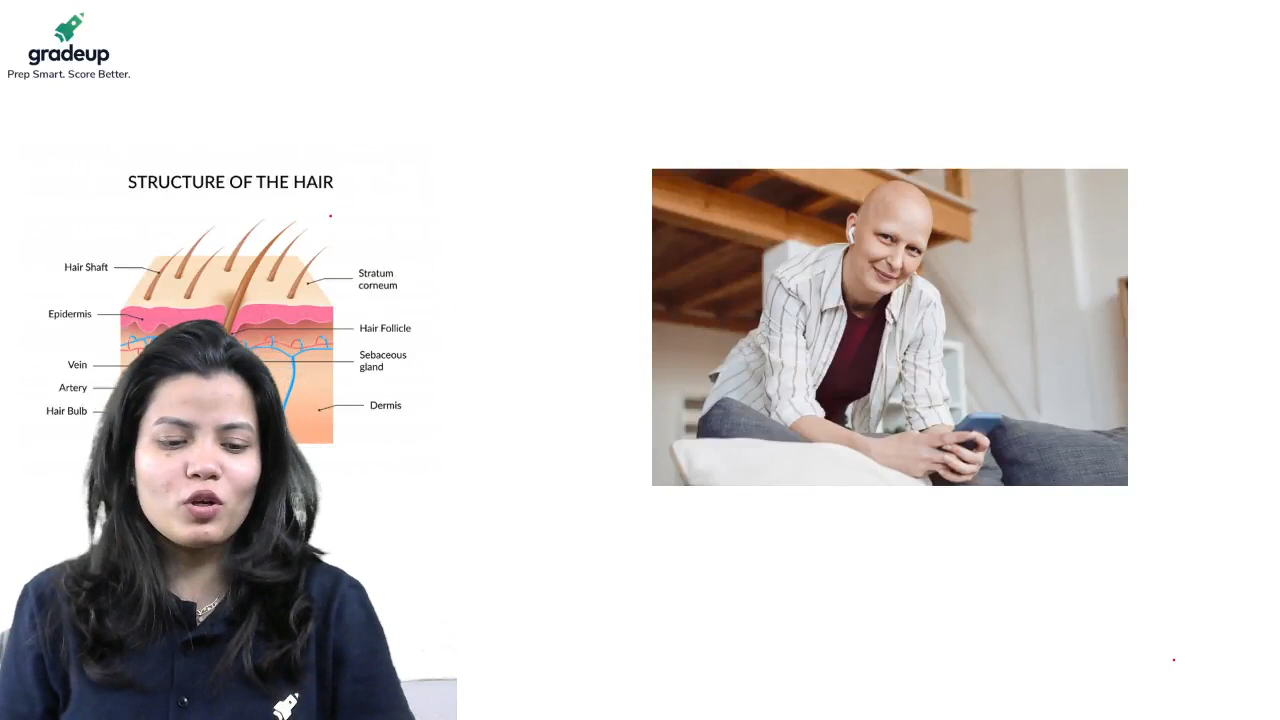 gradeup
Prep Smart. Score Better.
STRUCTURE OF THE HAIR
Hair Shaft
Epidermis
Vein
Artery
Hair Bulb
Stratum
corneum
Hair Follicle
Sebaceous
gland
Dermis